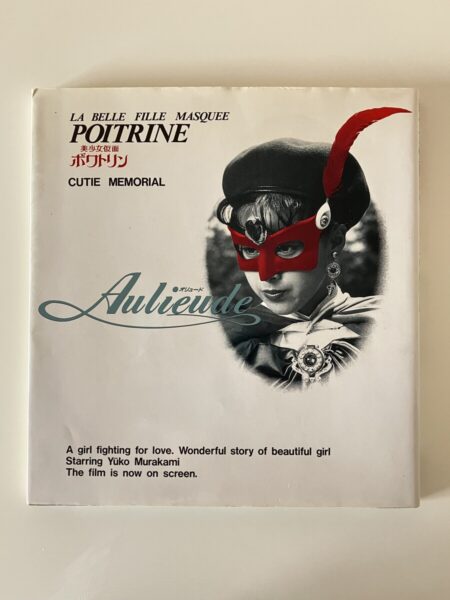 LA BELLE FILLE MASQUEE
POITRINE
美少女仮面
ポワトリン
CUTIE MEMORIAL
オリュード
Aulieude
A girl fighting for love. Wonderful story of beautiful girl
Starring Yūko Murakami
The film is now on screen.